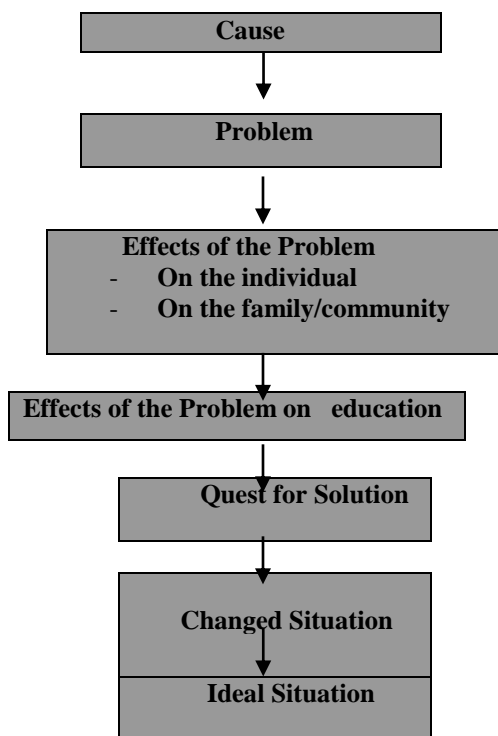 Cause
Problem
Effects of the Problem
- On the individual
- On the family/community
Effects of the Problem on education
Quest for Solution
Changed Situation
Ideal Situation